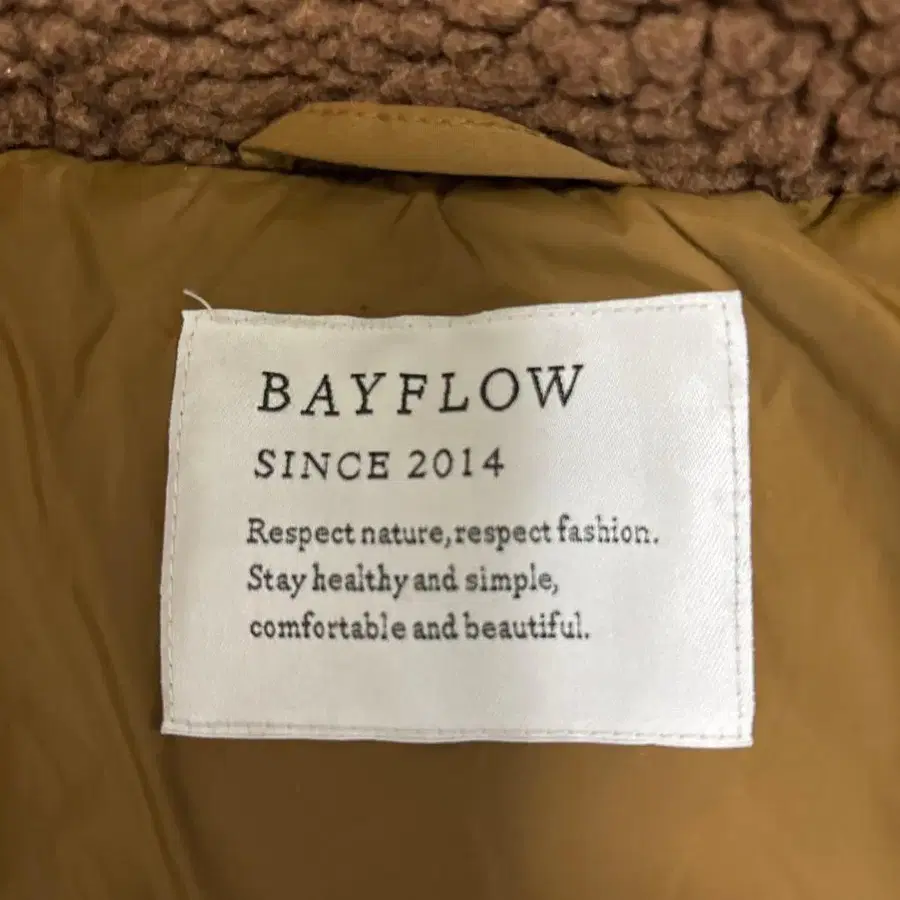 BAYFLOW
SINCE 2014
Respect nature, respect fashion.
Stay healthy and simple,
comfortable and beautiful.